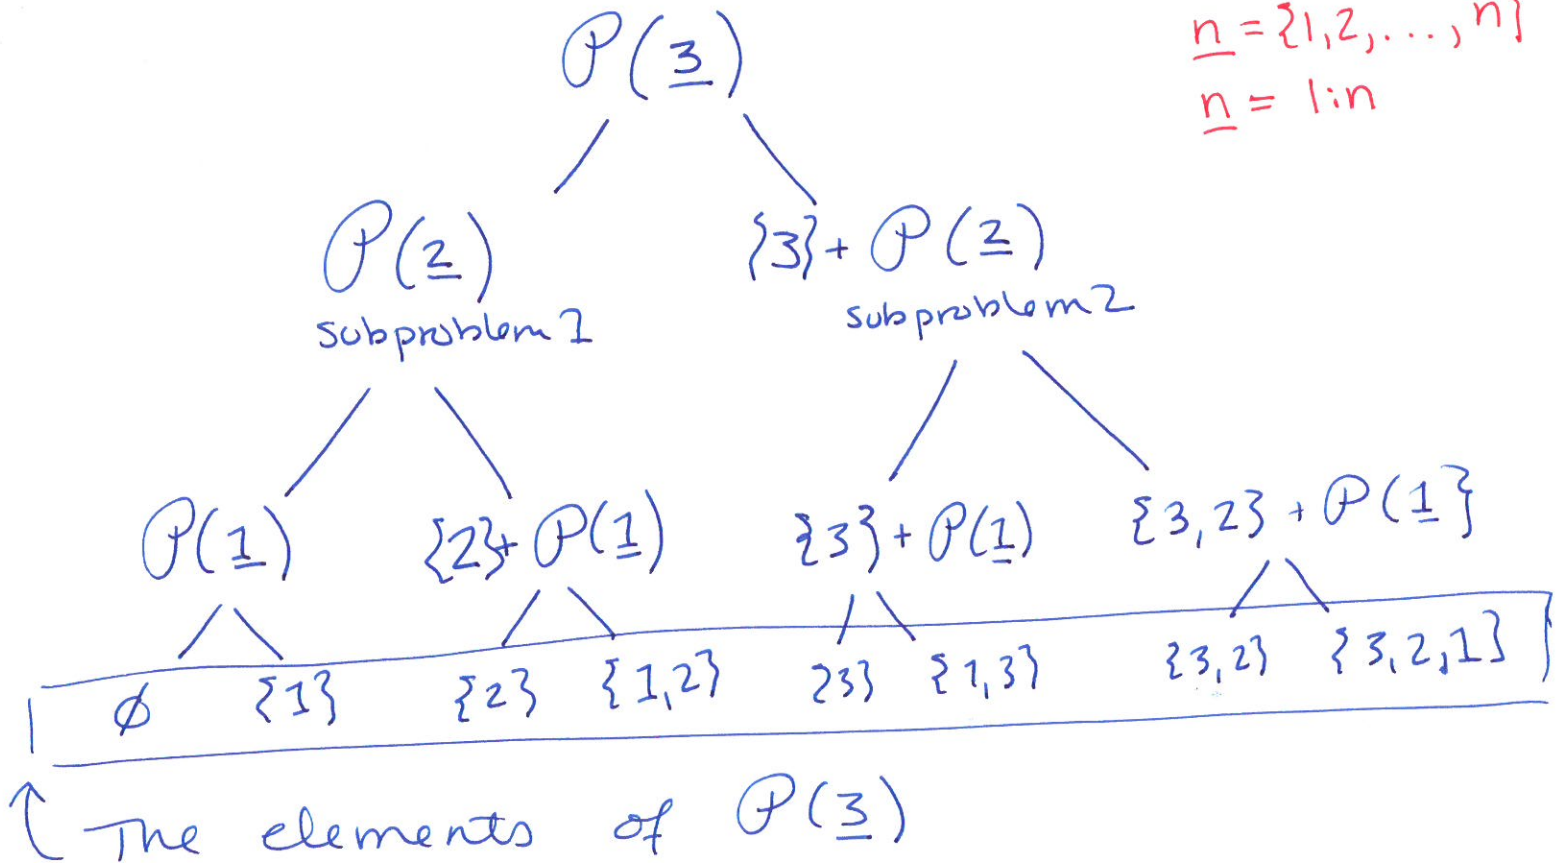 𝒫(3)
n = {1,2,...,n}
n = 1:n
𝒫(2)
{3}+ 𝒫(2)
subproblem 1
subproblem 2
𝒫(1)
{2}+ 𝒫(1)
{3}+ 𝒫(1)
{3,2} + 𝒫(1}
∅ {1} {2} {1,2} {3} {1,3} {3,2} {3,2,1}
The elements of 𝒫(3)